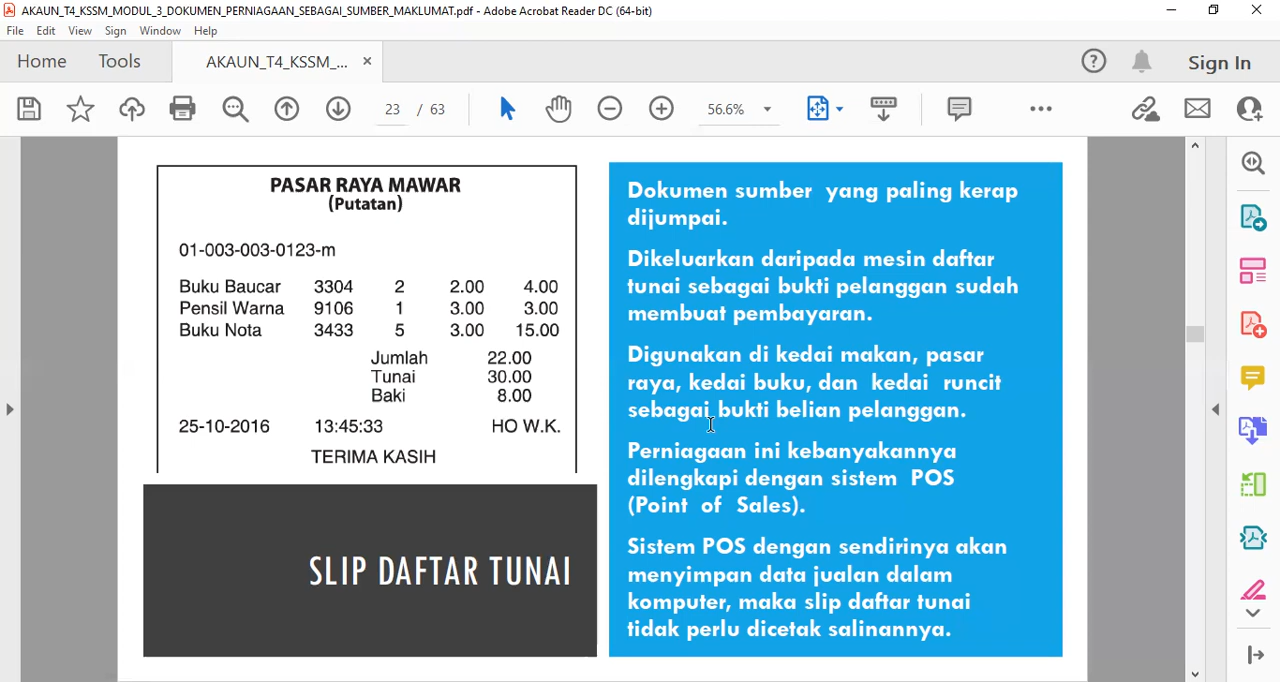 AKAUN_T4_KSSM_MODUL_3_DOKUMEN_PERNIAGAAN_SEBAGAI_SUMBER_MAKLUMAT.pdf - Adobe Acrobat Reader DC (64-bit)
File Edit View Sign Window Help
Home Tools AKAUN_T4_KSSM_... × Sign In
23 / 63 56.6%
PASAR RAYA MAWAR
(Putatan)
01-003-003-0123-m
Buku Baucar 3304 2 2.00 4.00
Pensil Warna 9106 1 3.00 3.00
Buku Nota 3433 5 3.00 15.00
Jumlah 22.00
Tunai 30.00
Baki 8.00
25-10-2016 13:45:33 HO W.K.
TERIMA KASIH
SLIP DAFTAR TUNAI
Dokumen sumber yang paling kerap
dijumpai.
Dikeluarkan daripada mesin daftar
tunai sebagai bukti pelanggan sudah
membuat pembayaran.
Digunakan di kedai makan, pasar
raya, kedai buku, dan kedai runcit
sebagai bukti belian pelanggan.
Perniagaan ini kebanyakannya
dilengkapi dengan sistem POS
(Point of Sales).
Sistem POS dengan sendirinya akan
menyimpan data jualan dalam
komputer, maka slip daftar tunai
tidak perlu dicetak salinannya.